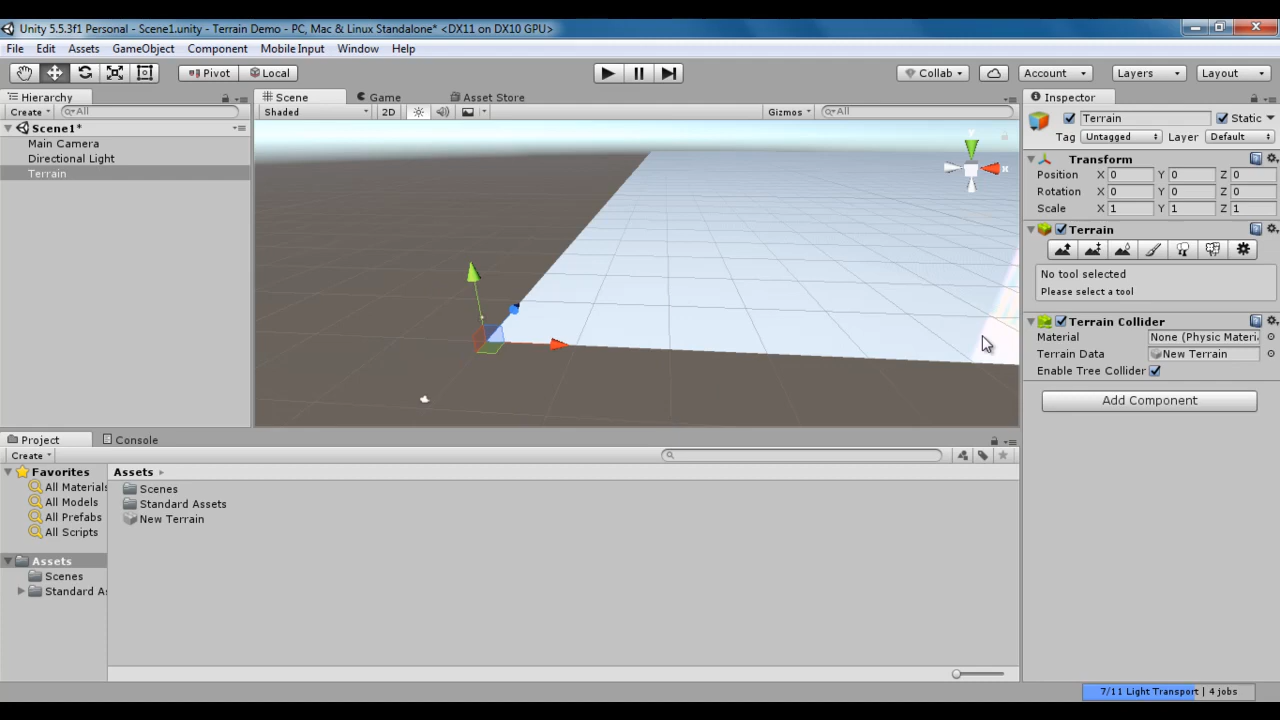 Unity 5.5.3f1 Personal - Scene1.unity - Terrain Demo - PC, Mac & Linux Standalone* <DX11 on DX10 GPU>
File Edit Assets GameObject Component Mobile Input Window Help
Pivot Local Collab Account Layers Layout
Hierarchy
Create All
Scene1*
Main Camera
Directional Light
Terrain
Scene Game Asset Store
Shaded 2D Gizmos All
x
Inspector
Terrain Static
Tag Untagged Layer Default
Transform
Position X 0 Y 0 Z 0
Rotation X 0 Y 0 Z 0
Scale X 1 Y 1 Z 1
Terrain
No tool selected
Please select a tool
Terrain Collider
Material None (Physic Materi
Terrain Data New Terrain
Enable Tree Collider
Add Component
Project Console
Create
Favorites
All Materials
All Models
All Prefabs
All Scripts
Assets
Scenes
Standard As
Assets
Scenes
Standard Assets
New Terrain
7/11 Light Transport | 4 jobs